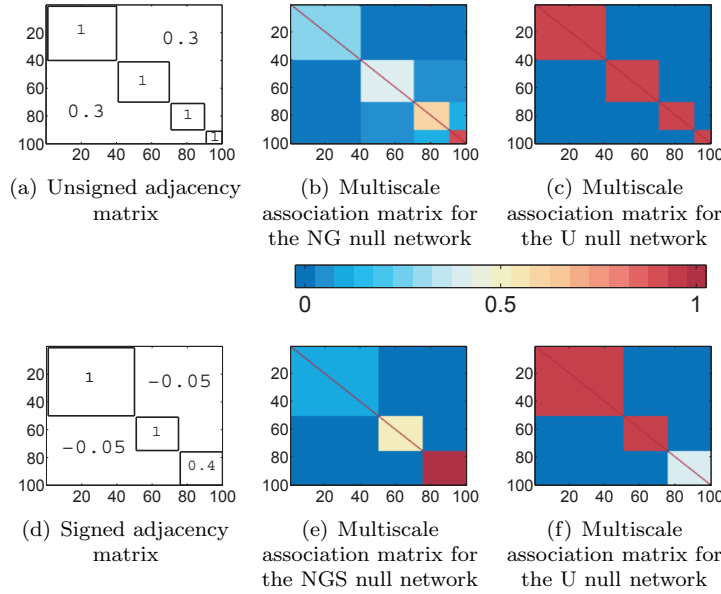 20
40
60
80
100
1
0.3
1
0.3
1
1
20 40 60 80 100
20
40
60
80
100
20 40 60 80 100
20
40
60
80
100
20 40 60 80 100
(a) Unsigned adjacency
matrix
(b) Multiscale
association matrix for
the NG null network
(c) Multiscale
association matrix for
the U null network
0 0.5 1
20
40
60
80
100
1
-0.05
1
-0.05
0.4
20 40 60 80 100
20
40
60
80
100
20 40 60 80 100
20
40
60
80
100
20 40 60 80 100
(d) Signed adjacency
matrix
(e) Multiscale
association matrix for
the NGS null network
(f) Multiscale
association matrix for
the U null network